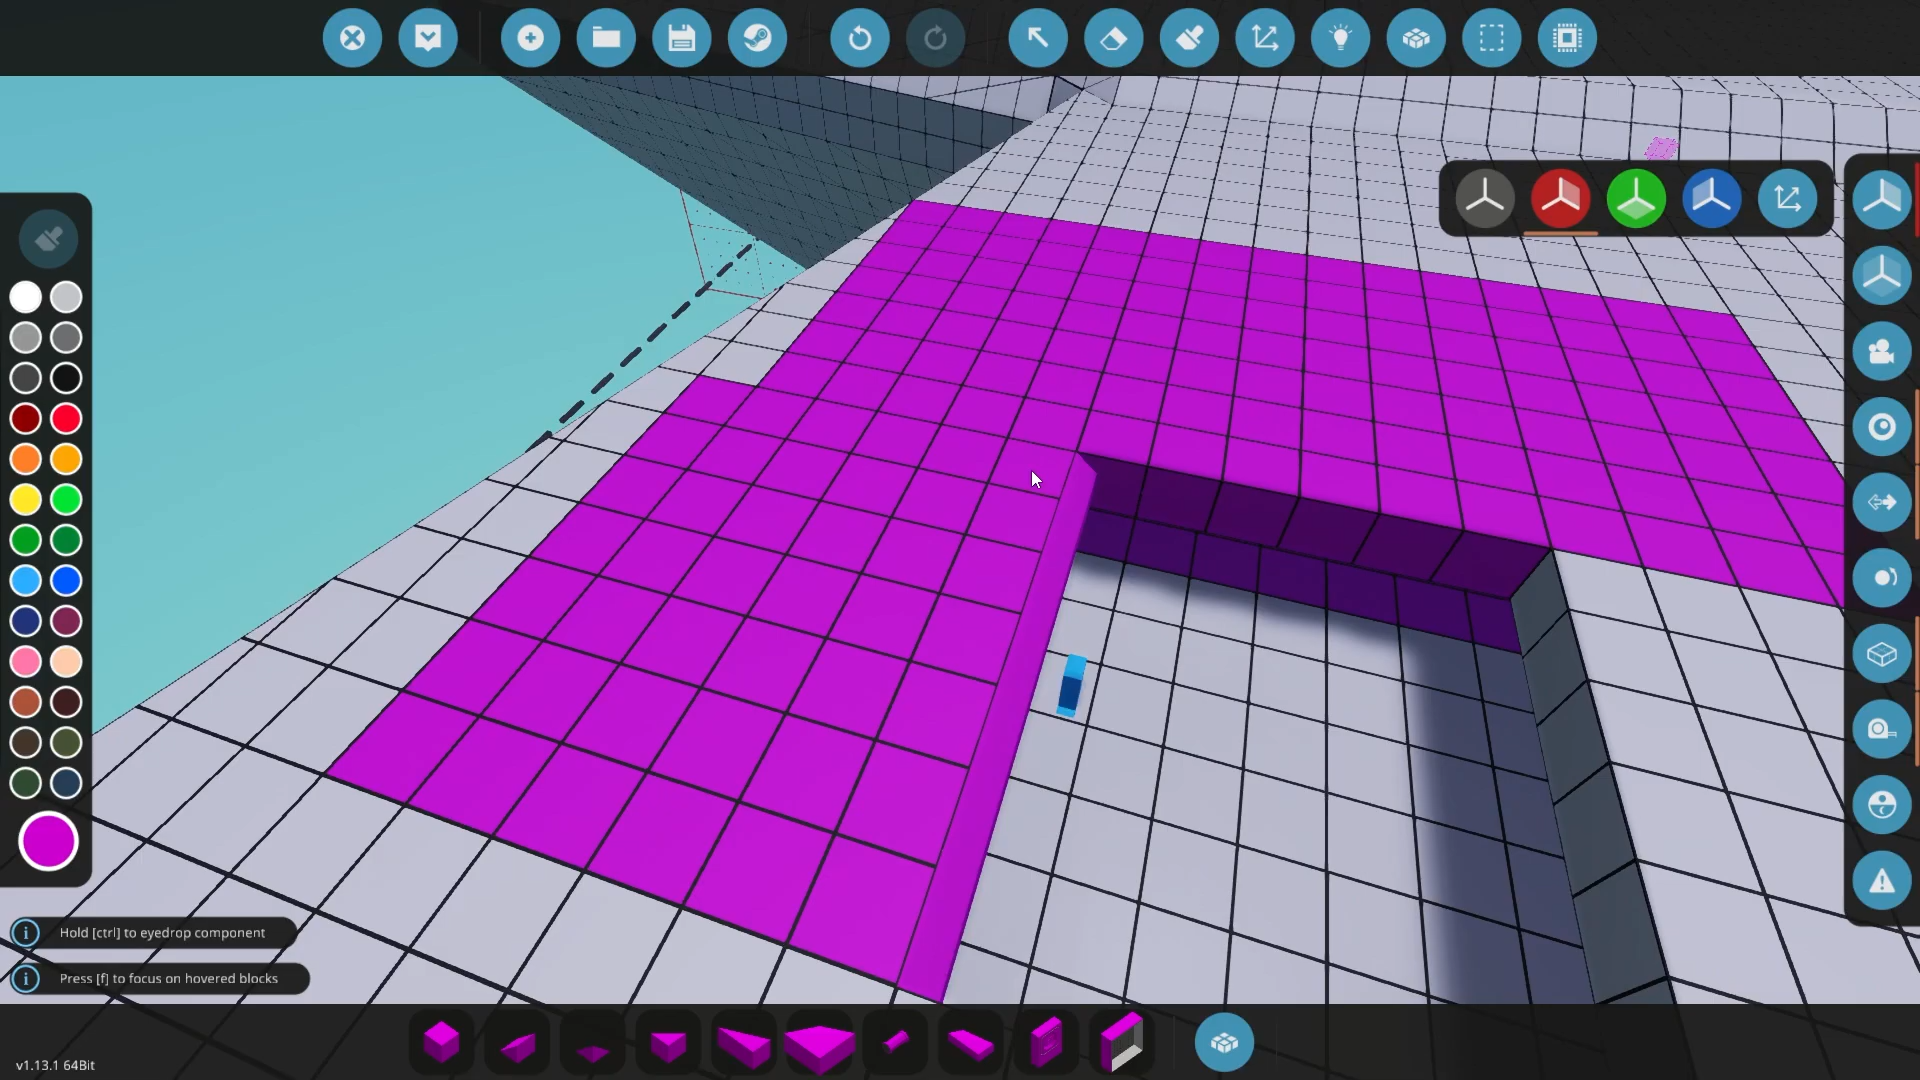 Hold [ctrl] to eyedrop component
Press [f] to focus on hovered blocks
v1.13.1 64Bit